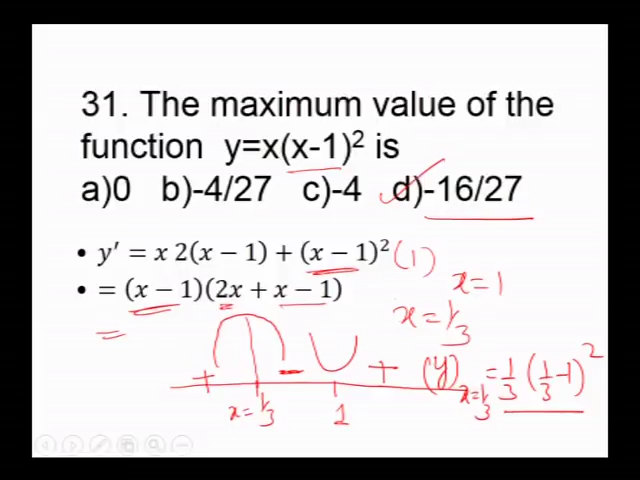 31. The maximum value of the
function y=x(x-1)² is
a)0 b)-4/27 c)-4 d)-16/27
• y′ = x 2(x − 1) + (x − 1)² (1)
• = (x − 1)(2x + x − 1)
x=1
=
x=1/3
+ − + (y)x=1/3 = 1/3 (1/3 -1)²
x=1/3 1